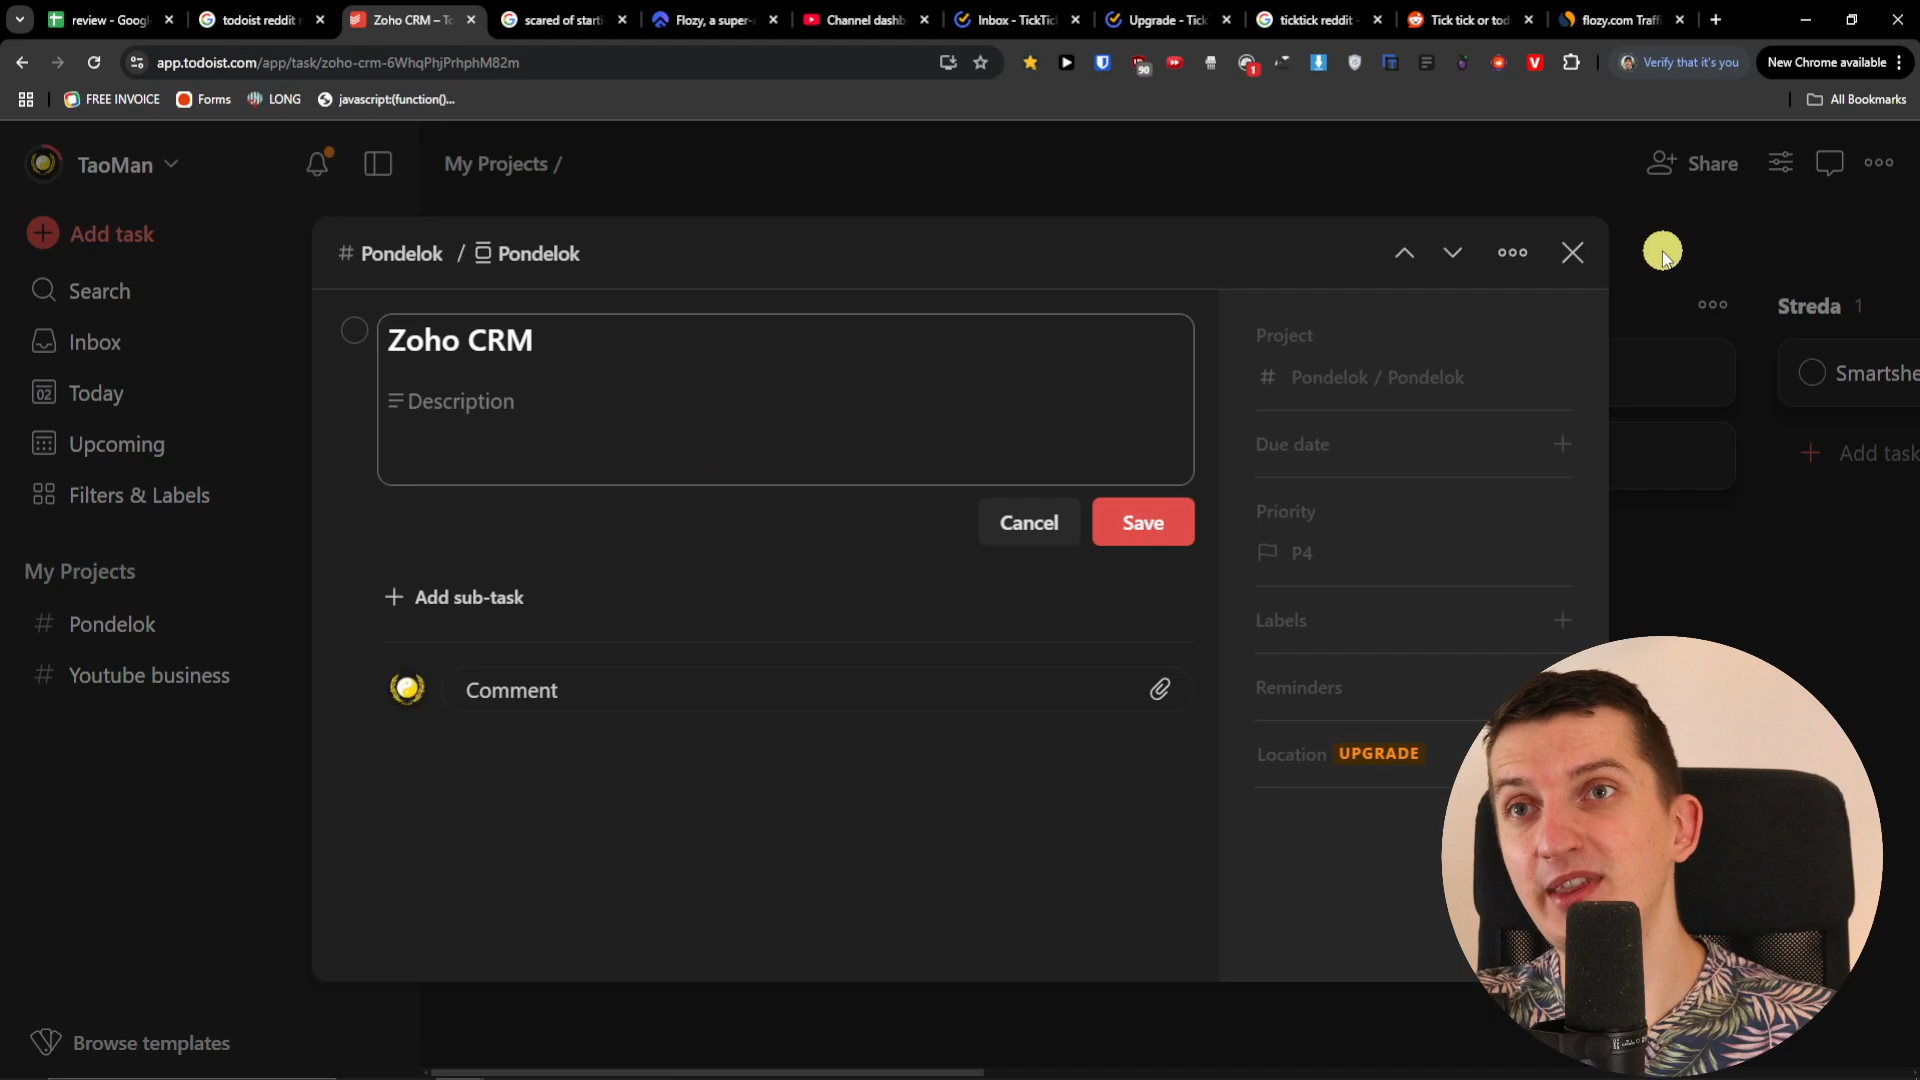 review - Googl
todoist reddit r
Zoho CRM – To
scared of starti
Flozy, a super-
Channel dashb
Inbox - TickTic
Upgrade - Tick
ticktick reddit -
Tick tick or tod
flozy.com Traffi
app.todoist.com/app/task/zoho-crm-6WhqPhjPrhphM82m
90
1
Verify that it's you
New Chrome available
FREE INVOICE
Forms
LONG
javascript:(function()...
All Bookmarks
TaoMan
My Projects /
Share
Add task
Search
Inbox
02
Today
Upcoming
Filters & Labels
My Projects
# Pondelok
# Youtube business
Browse templates
# Pondelok / Pondelok
Zoho CRM
Description
Cancel
Save
+ Add sub-task
Comment
Project
# Pondelok / Pondelok
Due date
Priority
P4
Labels
Reminders
Location UPGRADE
Streda 1
Smartshe
+ Add task